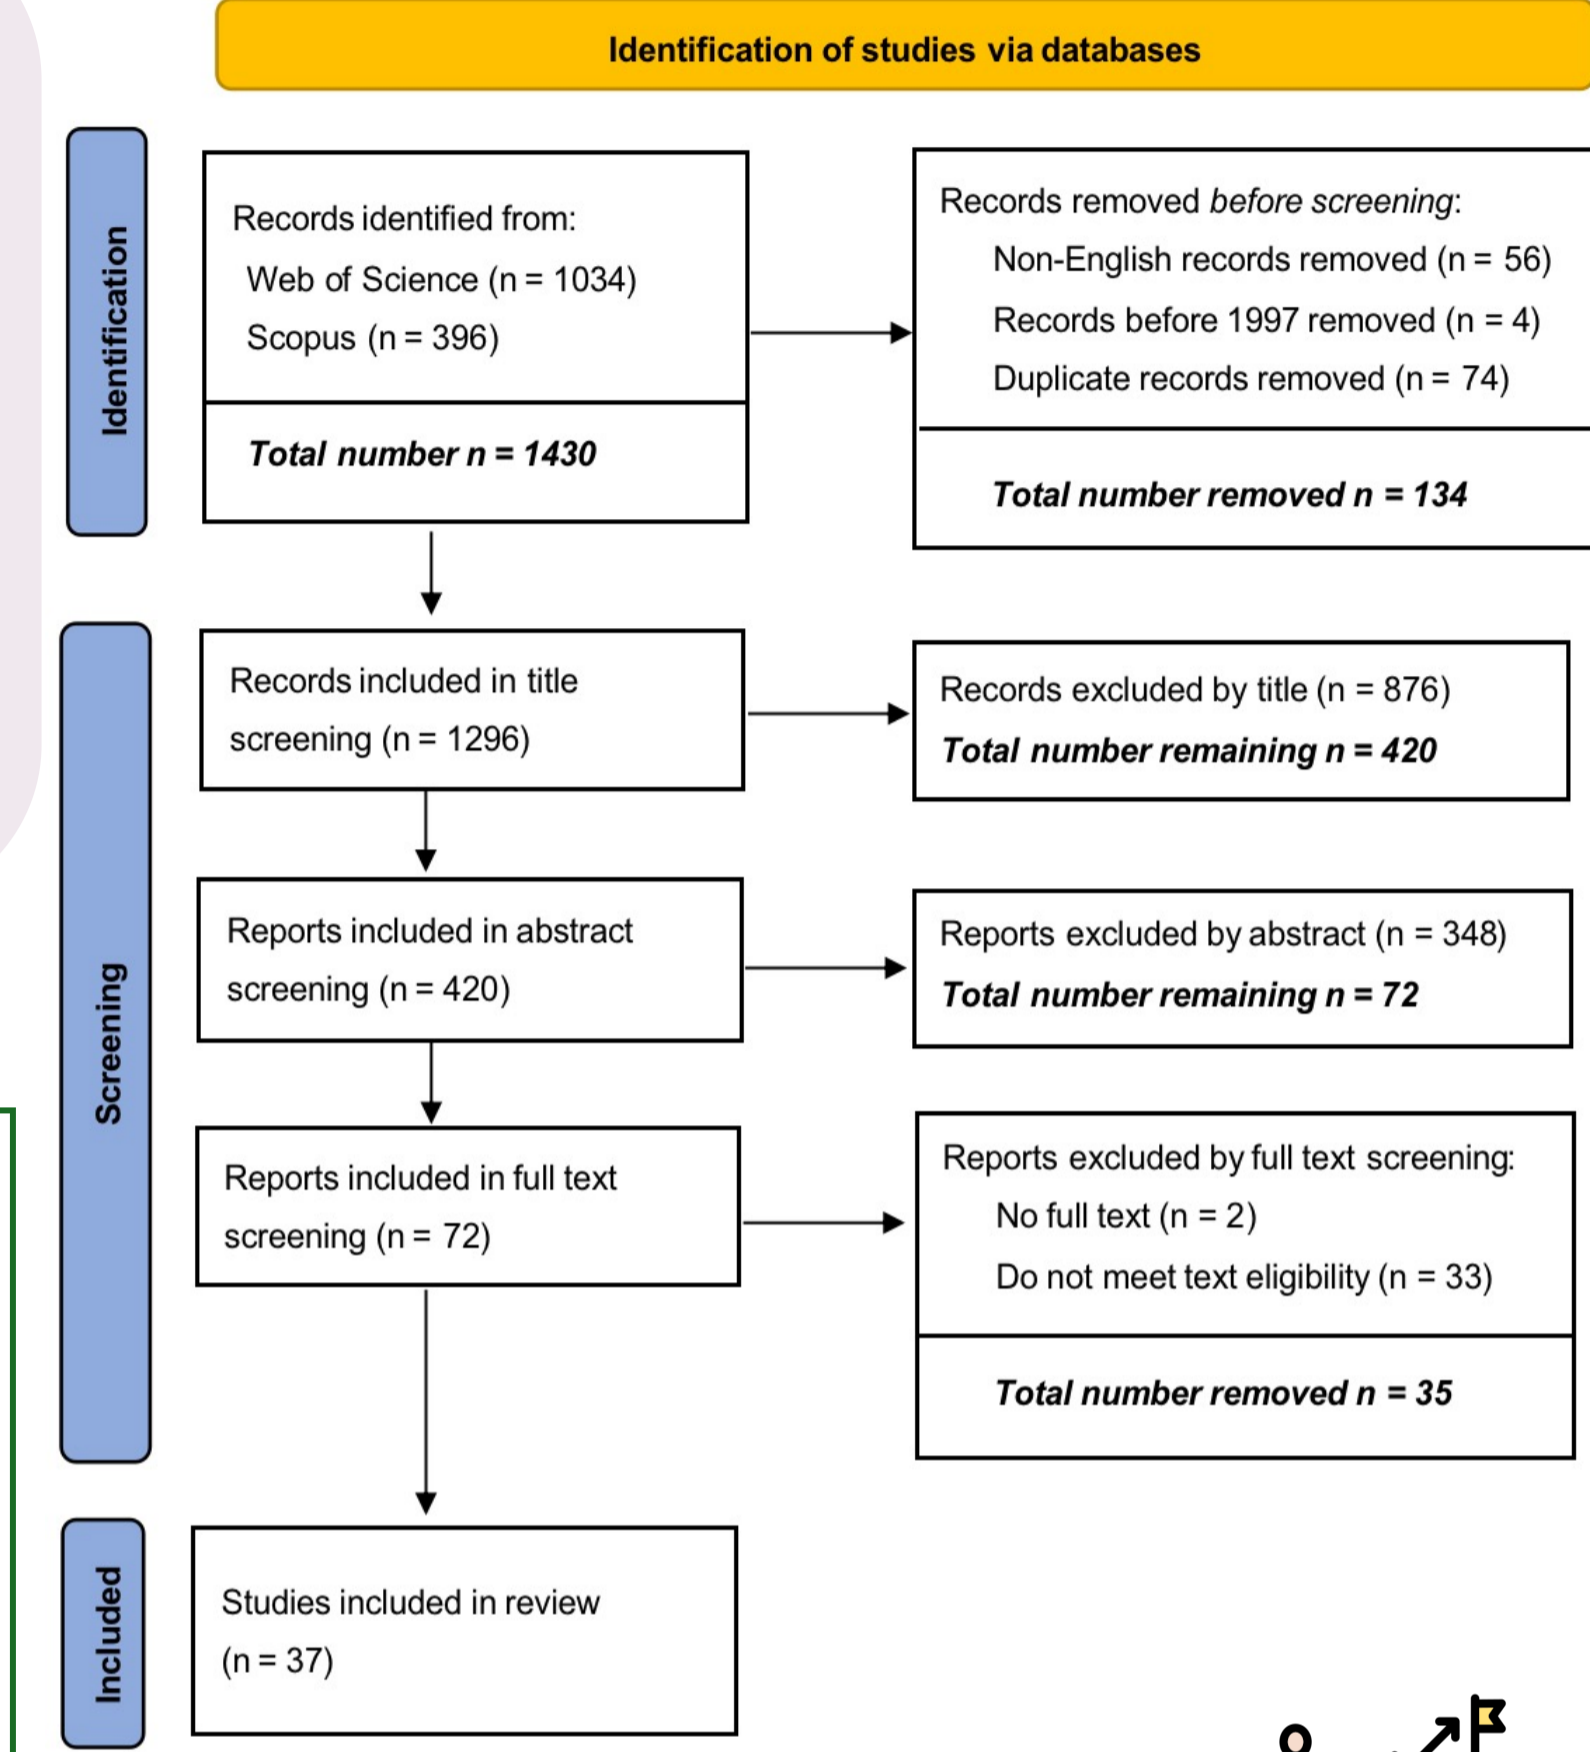 Identification of studies via databases
Identification
Records identified from:
Web of Science (n = 1034)
Scopus (n = 396)
Total number n = 1430
Records removed before screening:
Non-English records removed (n = 56)
Records before 1997 removed (n = 4)
Duplicate records removed (n = 74)
Total number removed n = 134
Screening
Records included in title
screening (n = 1296)
Records excluded by title (n = 876)
Total number remaining n = 420
Reports included in abstract
screening (n = 420)
Reports excluded by abstract (n = 348)
Total number remaining n = 72
Reports included in full text
screening (n = 72)
Reports excluded by full text screening:
No full text (n = 2)
Do not meet text eligibility (n = 33)
Total number removed n = 35
Included
Studies included in review
(n = 37)